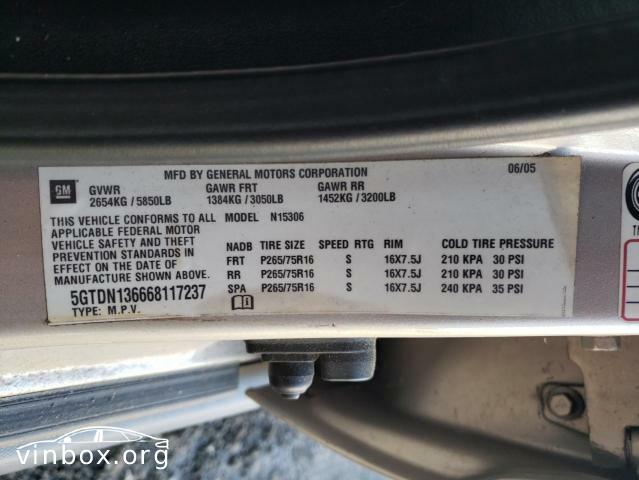 MFD BY GENERAL MOTORS CORPORATION 06/05
GM
GVWR GAWR FRT GAWR RR
2654KG / 5850LB 1384KG / 3050LB 1452KG / 3200LB
THIS VEHICLE CONFORMS TO ALL MODEL N15306
APPLICABLE FEDERAL MOTOR
VEHICLE SAFETY AND THEFT
PREVENTION STANDARDS IN
EFFECT ON THE DATE OF
MANUFACTURE SHOWN ABOVE.
NADB TIRE SIZE SPEED RTG RIM COLD TIRE PRESSURE
FRT P265/75R16 S 16X7.5J 210 KPA 30 PSI
RR P265/75R16 S 16X7.5J 210 KPA 30 PSI
SPA P265/75R16 S 16X7.5J 240 KPA 35 PSI
5GTDN136668117237
TYPE: M.P.V.
vinbox.org